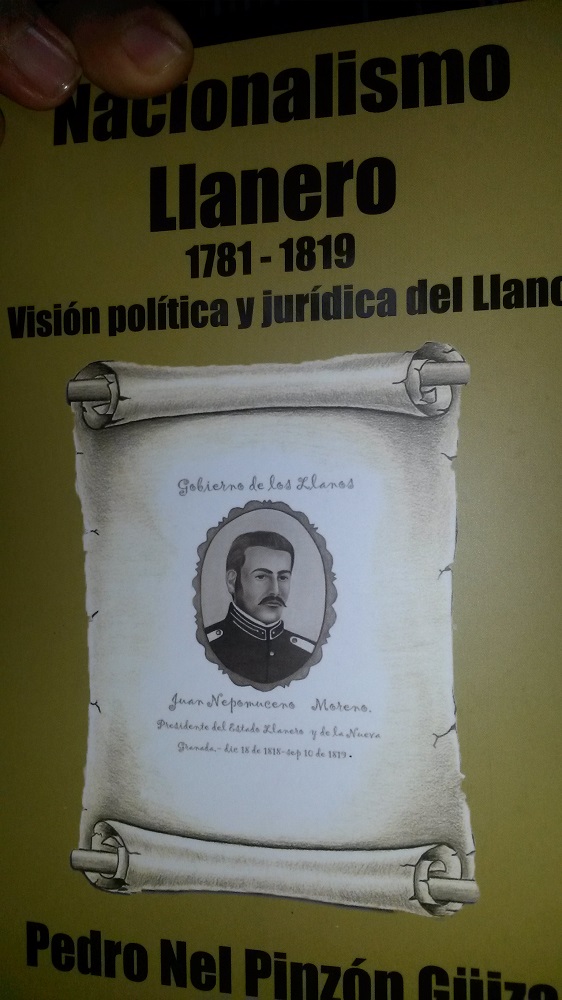 Nacionalismo
Llanero
1781 - 1819
Visión política y jurídica del Llano
Gobierno de los Llanos
Juan Nepomuceno Moreno.
Presidente del Estado Llanero y de la Nueva
Granada.- dic 18 de 1818-sep 10 de 1819.
Pedro Nel Pinzón Güiza